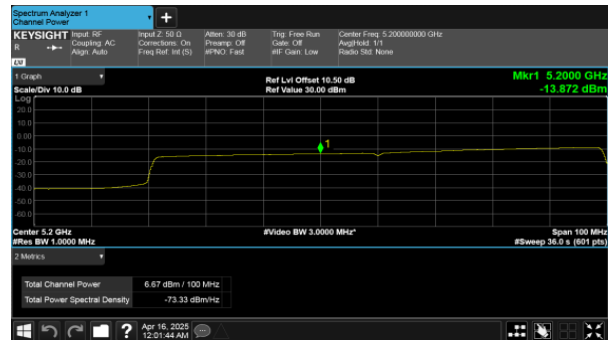 Spectrum Analyzer 1
Channel Power
+
KEYSIGHT
R
LXI
Input: RF
Coupling: AC
Align: Auto
Input Z: 50 Ω
Corrections: On
Freq Ref: Int (S)
Atten: 30 dB
Preamp: Off
#PNO: Fast
Trig: Free Run
Gate: Off
#IF Gain: Low
Center Freq: 5.200000000 GHz
Avg|Hold: 1/1
Radio Std: None
1 Graph
Scale/Div 10.0 dB
Ref Lvl Offset 10.50 dB
Ref Value 30.00 dBm
Mkr1 5.2000 GHz
-13.872 dBm
Log
20.0
10.0
0.00
-10.0
-20.0
-30.0
-40.0
-50.0
-60.0
1
Center 5.2 GHz
#Res BW 1.0000 MHz
#Video BW 3.0000 MHz*
Span 100 MHz
#Sweep 36.0 s (601 pts)
2 Metrics
Total Channel Power 6.67 dBm / 100 MHz
Total Power Spectral Density -73.33 dBm/Hz
?
Apr 16, 2025
12:01:44 AM